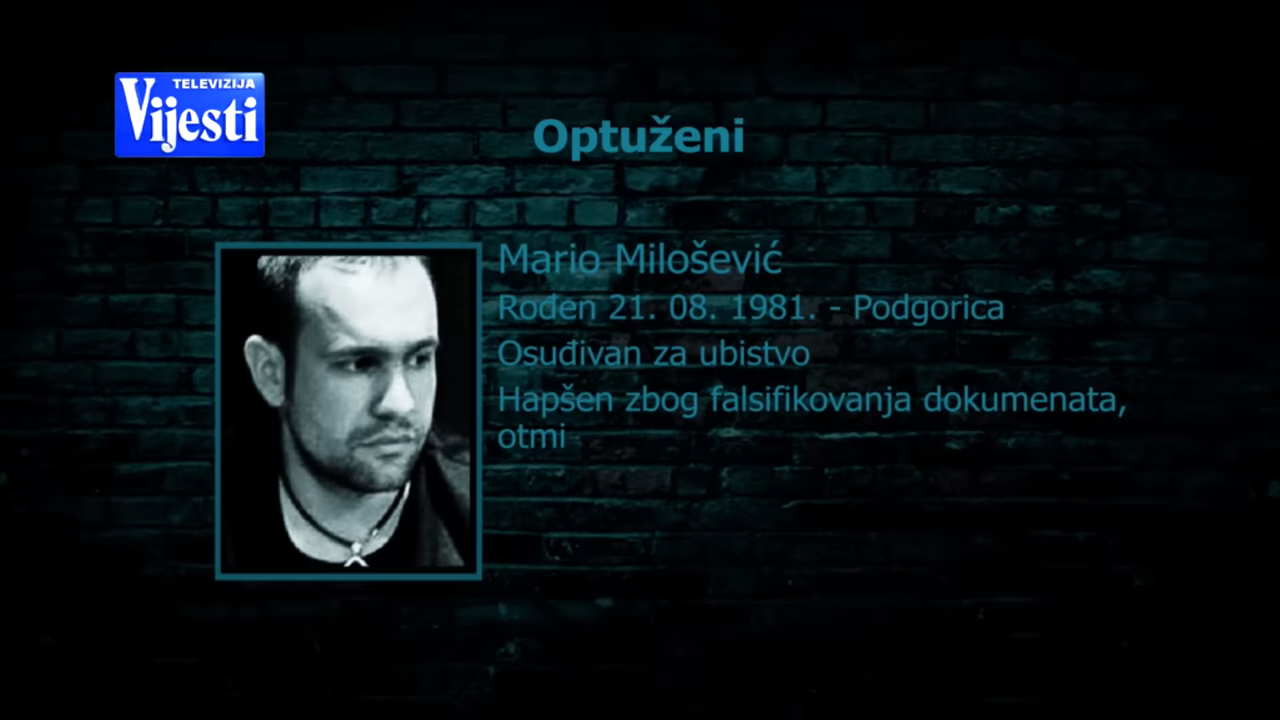 TELEVIZIJA
Vijesti
Optuženi
Mario Milošević
Rođen 21. 08. 1981. - Podgorica
Osuđivan za ubistvo
Hapšen zbog falsifikovanja dokumenata,
otmi